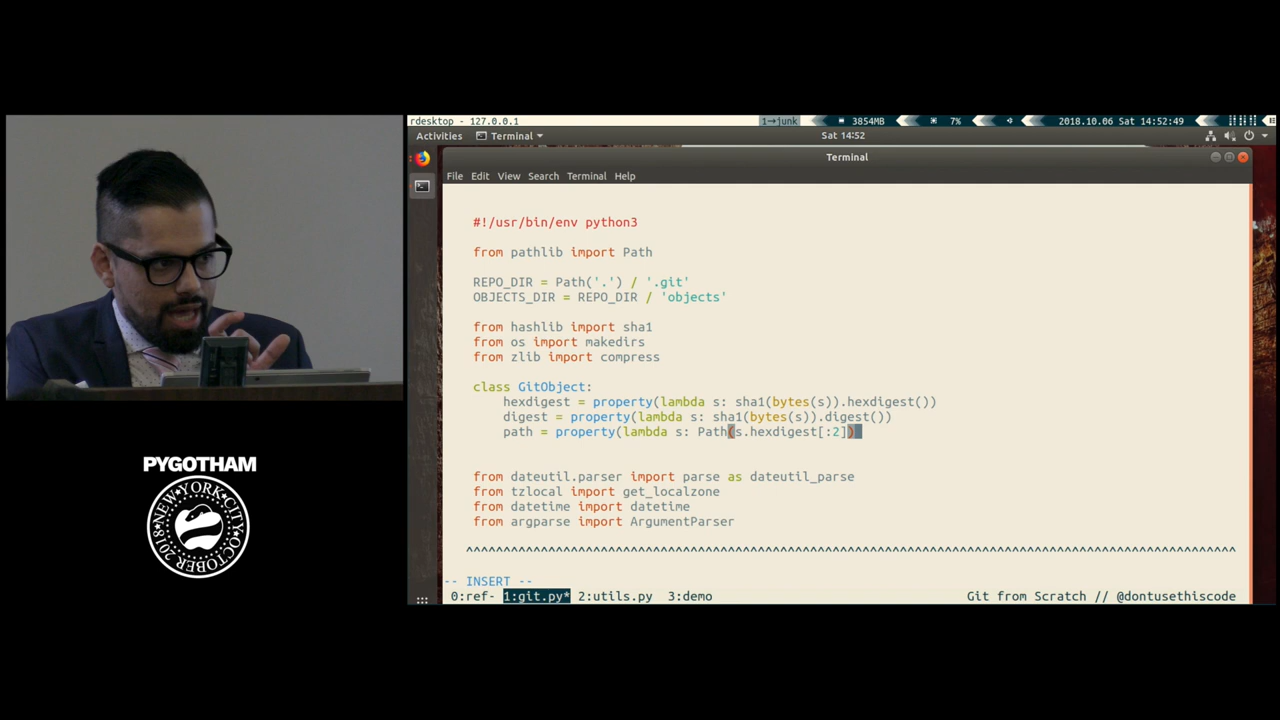 rdesktop - 127.0.0.1 1→junk 3854MB 7% 2018.10.06 Sat 14:52:49
Activities Terminal Sat 14:52
Terminal
File Edit View Search Terminal Help
#!/usr/bin/env python3
from pathlib import Path
REPO_DIR = Path('.') / '.git'
OBJECTS_DIR = REPO_DIR / 'objects'
from hashlib import sha1
from os import makedirs
from zlib import compress
class GitObject:
hexdigest = property(lambda s: sha1(bytes(s)).hexdigest())
digest = property(lambda s: sha1(bytes(s)).digest())
path = property(lambda s: Path(s.hexdigest[:2])
from dateutil.parser import parse as dateutil_parse
from tzlocal import get_localzone
from datetime import datetime
from argparse import ArgumentParser
^^^^^^^^^^^^^^^^^^^^^^^^^^^^^^^^^^^^^^^^^^^^^^^^^^^^^^^^^^^^^^^^^^^^^^^^^^^^^^^^^^^^^^^^^^^^^^^^^^^^^^^
-- INSERT --
0:ref- 1:git.py* 2:utils.py 3:demo Git from Scratch // @dontusethiscode
PYGOTHAM
NEW·YORK·CITY
OCTOBER 2018